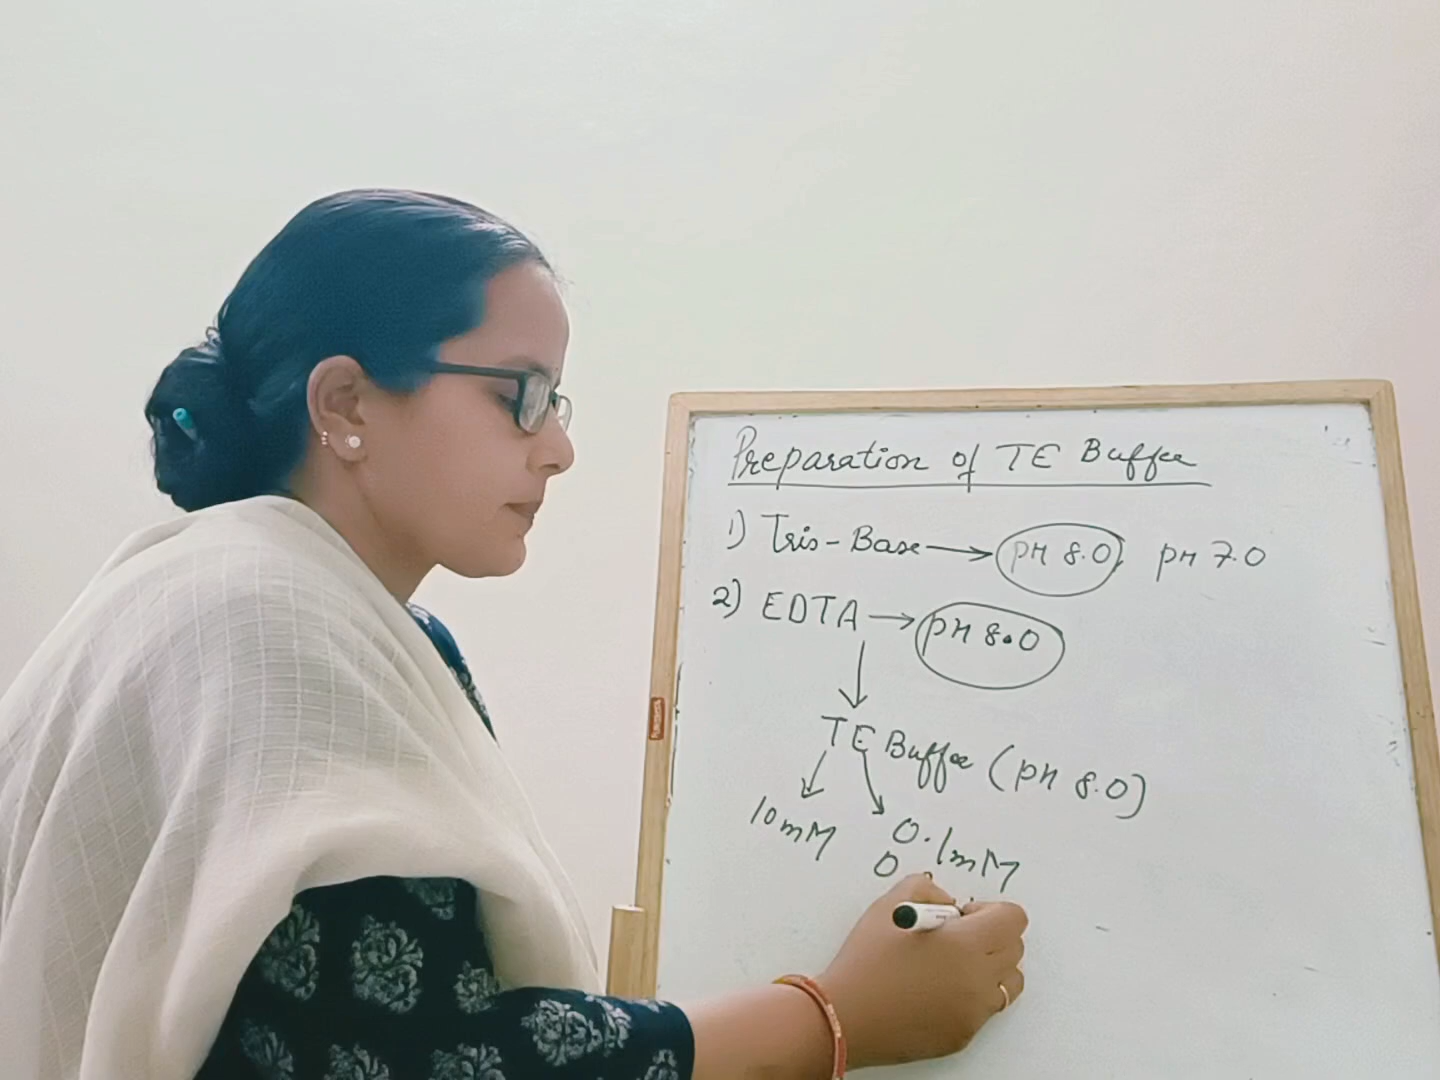 Preparation of TE Buffer
1) Tris-Base → pH 8.0 pH 7.0
2) EDTA → pH 8.0
TE Buffer (pH 8.0)
10mM 0.1mM
0.